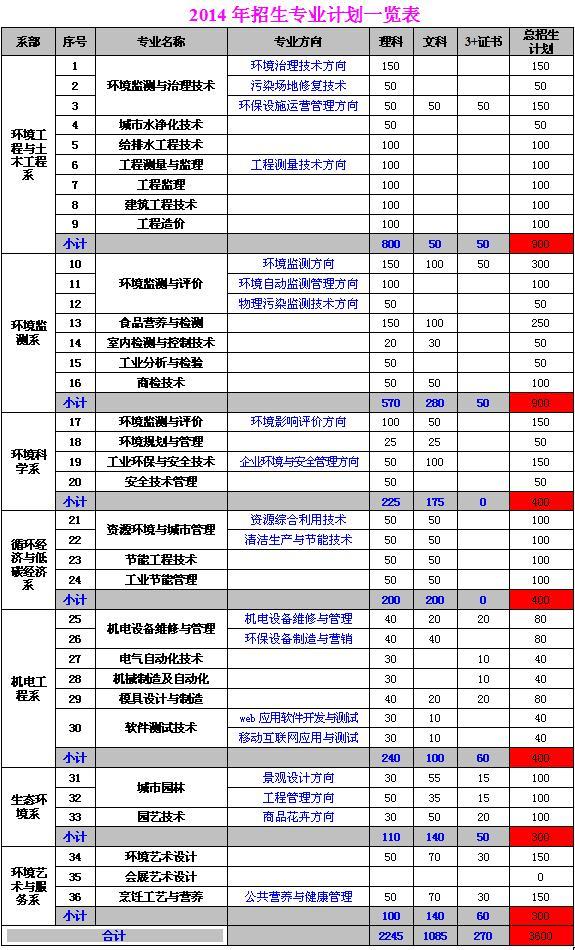 2014 年招生专业计划一览表
系部 序号 专业名称 专业方向 理科 文科 3+证书 总招生计划
环境工程与土木工程系
1 环境监测与治理技术 环境治理技术方向 150 150
2 污染场地修复技术 50 50
3 环保设施运营管理方向 50 50 50 150
4 城市水净化技术 50 50
5 给排水工程技术 100 100
6 工程测量与监理 工程测量技术方向 100 100
7 工程监理 100 100
8 建筑工程技术 100 100
9 工程造价 100 100
小计 800 50 50 900
环境监测系
10 环境监测与评价 环境监测方向 150 100 50 300
11 环境自动监测管理方向 100 100
12 物理污染监测技术方向 50 50
13 食品营养与检测 150 100 250
14 室内检测与控制技术 20 30 50
15 工业分析与检验 50 50
16 商检技术 50 50 100
小计 570 280 50 900
环境科学系
17 环境监测与评价 环境影响评价方向 100 50 150
18 环境规划与管理 25 25 50
19 工业环保与安全技术 企业环境与安全管理方向 50 100 150
20 安全技术管理 50 50
小计 225 175 0 400
循环经济与低碳经济系
21 资源环境与城市管理 资源综合利用技术 50 50 100
22 清洁生产与节能技术 50 50 100
23 节能工程技术 50 50 100
24 工业节能管理 50 50 100
小计 200 200 0 400
机电工程系
25 机电设备维修与管理 机电设备维修与管理 40 20 20 80
26 环保设备制造与营销 40 40 80
27 电气自动化技术 30 10 40
28 机械制造及自动化 30 10 40
29 模具设计与制造 40 20 20 80
30 软件测试技术 web 应用软件开发与测试 30 10 40
移动互联网应用与测试 30 10 40
小计 240 100 60 400
生态环境系
31 城市园林 景观设计方向 30 55 15 100
32 工程管理方向 50 35 15 100
33 园艺技术 商品花卉方向 30 50 20 100
小计 110 140 50 300
环境艺术与服务系
34 环境艺术设计 50 70 30 150
35 会展艺术设计 0
36 烹饪工艺与营养 公共营养与健康管理 50 70 30 150
小计 100 140 60 300
合计 2245 1085 270 3600